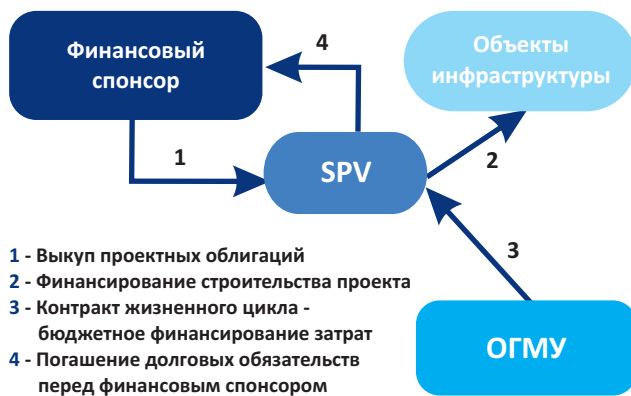 Финансовый
спонсор
4
Объекты
инфраструктуры
1
SPV
2
3
1 - Выкуп проектных облигаций
2 - Финансирование строительства проекта
3 - Контракт жизненного цикла -
бюджетное финансирование затрат
4 - Погашение долговых обязательств
перед финансовым спонсором
ОГМУ